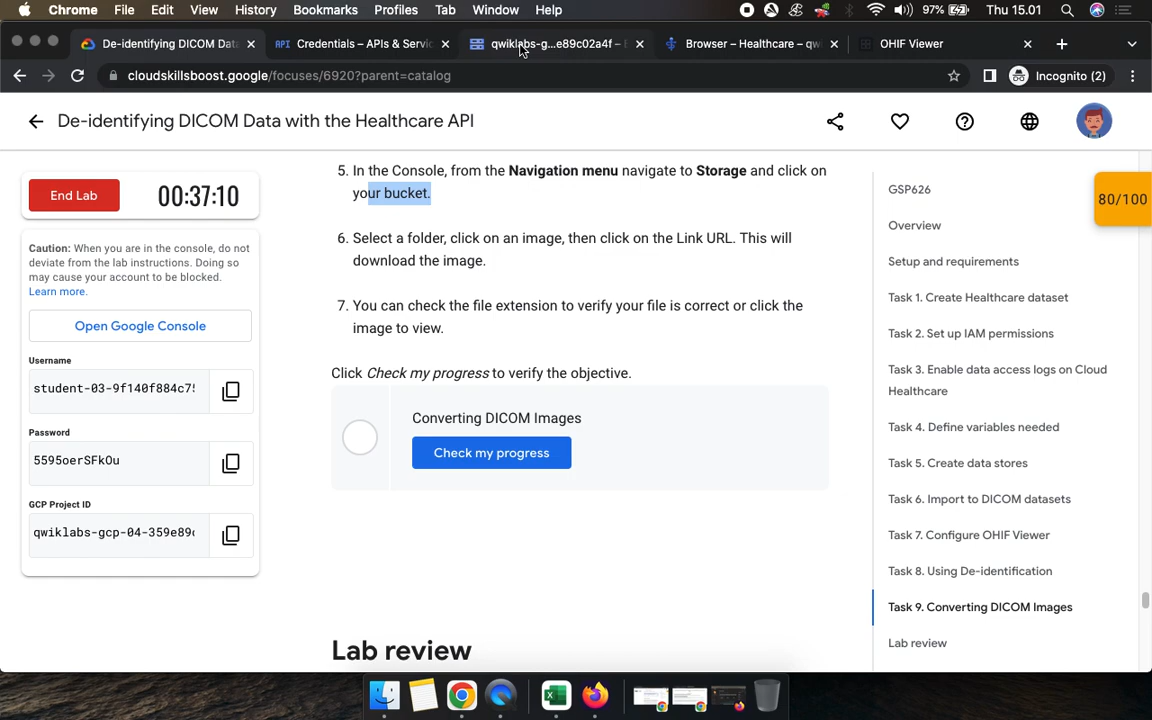 Chrome File Edit View History Bookmarks Profiles Tab Window Help 97% Thu 15.01
De-identifying DICOM Data Credentials – APIs & Servic qwiklabs-g...e89c02a4f – Browser – Healthcare – qw OHIF Viewer
cloudskillsboost.google/focuses/6920?parent=catalog Incognito (2)
De-identifying DICOM Data with the Healthcare API
End Lab 00:37:10
Caution: When you are in the console, do not
deviate from the lab instructions. Doing so
may cause your account to be blocked.
Learn more.
Open Google Console
Username
student-03-9f140f884c75
Password
5595oerSFkOu
GCP Project ID
qwiklabs-gcp-04-359e89c
5. In the Console, from the Navigation menu navigate to Storage and click on
your bucket.
6. Select a folder, click on an image, then click on the Link URL. This will
download the image.
7. You can check the file extension to verify your file is correct or click the
image to view.
Click Check my progress to verify the objective.
Converting DICOM Images
Check my progress
Lab review
GSP626
80/100
Overview
Setup and requirements
Task 1. Create Healthcare dataset
Task 2. Set up IAM permissions
Task 3. Enable data access logs on Cloud
Healthcare
Task 4. Define variables needed
Task 5. Create data stores
Task 6. Import to DICOM datasets
Task 7. Configure OHIF Viewer
Task 8. Using De-identification
Task 9. Converting DICOM Images
Lab review